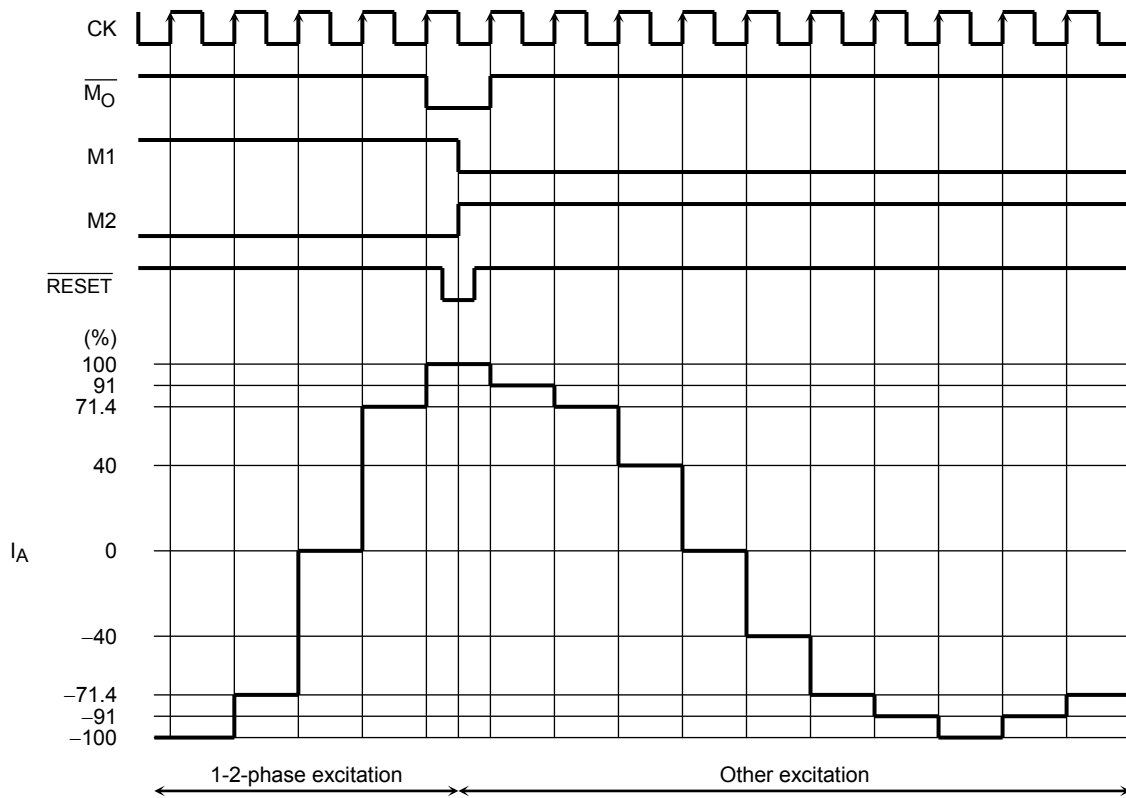 CK
M̅O̅
M1
M2
R̅E̅S̅E̅T̅
(%)
100
91
71.4
40
IA
0
−40
−71.4
−91
−100
1-2-phase excitation
Other excitation